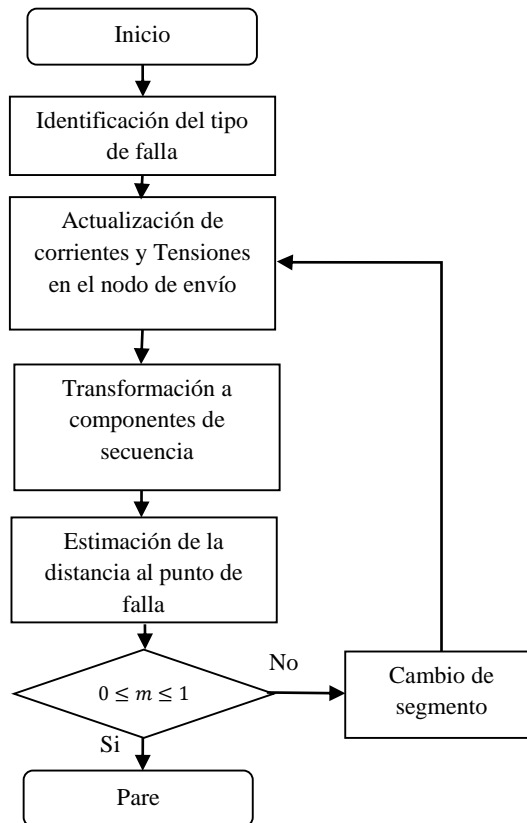 Inicio
Identificación del tipo
de falla
Actualización de
corrientes y Tensiones
en el nodo de envío
Transformación a
componentes de
secuencia
Estimación de la
distancia al punto de
falla
0 ≤ m ≤ 1
No
Cambio de
segmento
Si
Pare